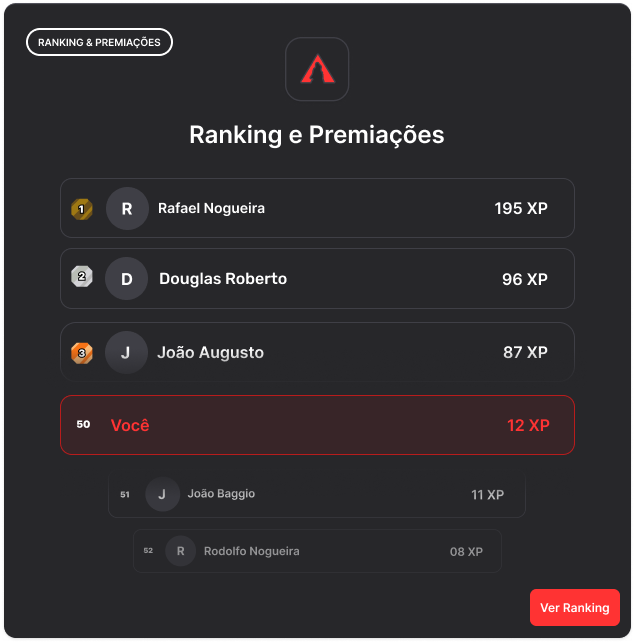 RANKING & PREMIAÇÕES
Ranking e Premiações
1 R Rafael Nogueira 195 XP
2 D Douglas Roberto 96 XP
3 J João Augusto 87 XP
50 Você 12 XP
51 J João Baggio 11 XP
52 R Rodolfo Nogueira 08 XP
Ver Ranking